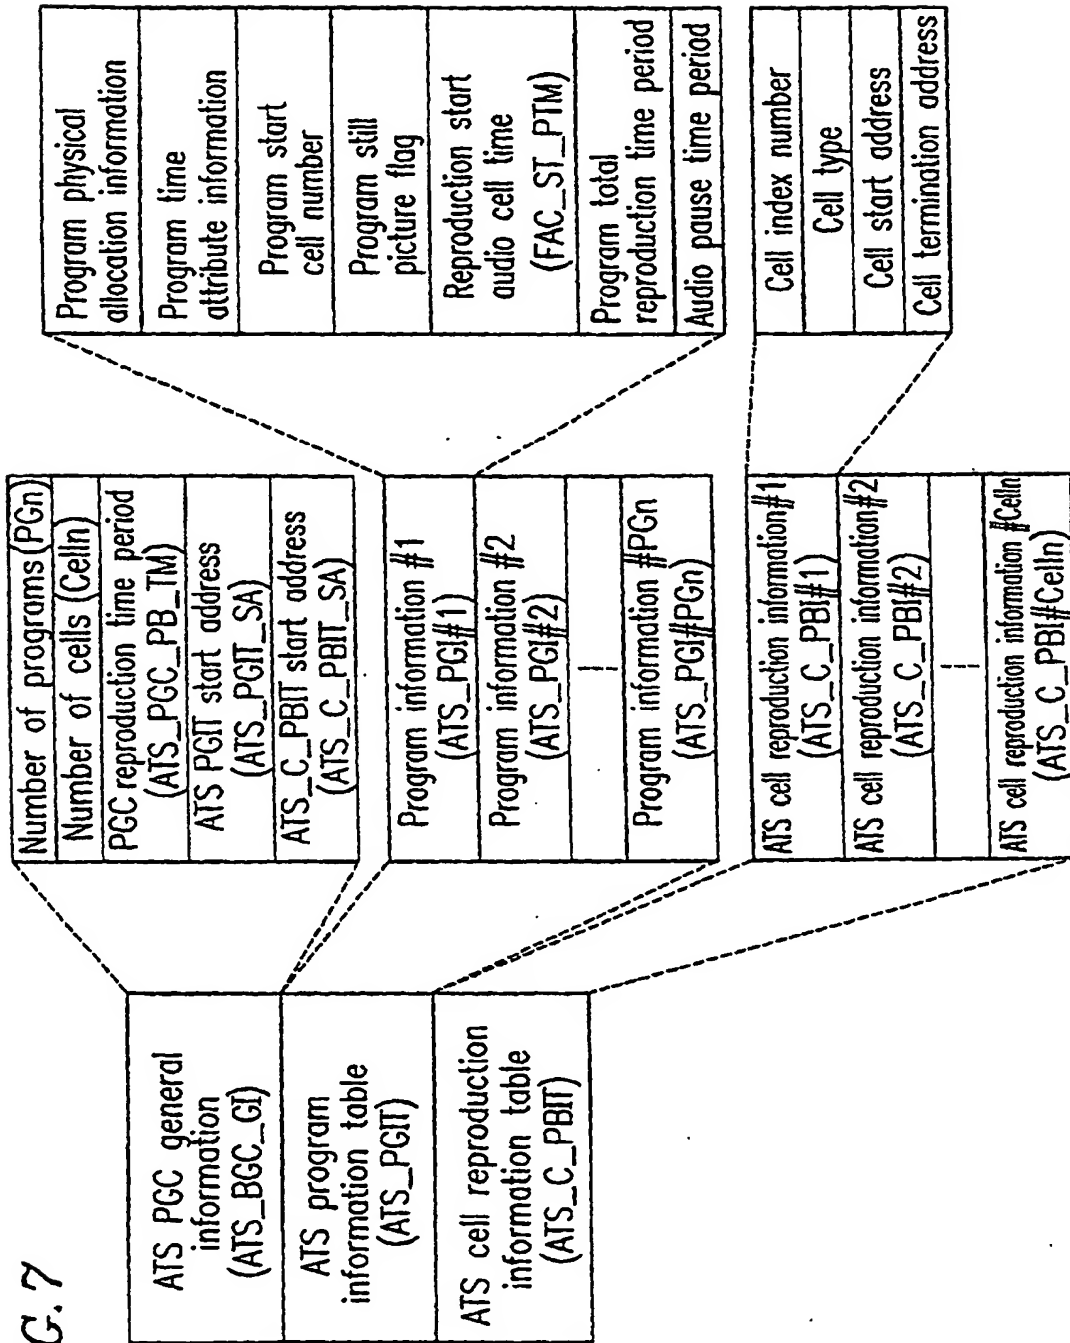 G. 7
ATS PGC general
information
(ATS_BGC_GI)
ATS program
information table
(ATS_PGIT)
ATS cell reproduction
information table
(ATS_C_PBIT)
Number of programs (PGn)
Number of cells (Celln)
PGC reproduction time period
(ATS_PGC_PB_TM)
ATS PGIT start address
(ATS_PGIT_SA)
ATS_C_PBIT start address
(ATS_C_PBIT_SA)
Program information #1
(ATS_PGI#1)
Program information #2
(ATS_PGI#2)
Program information #PGn
(ATS_PGI#PGn)
ATS cell reproduction information#1
(ATS_C_PBI#1)
ATS cell reproduction information#2
(ATS_C_PBI#2)
ATS cell reproduction information #Celln
(ATS_C_PBI#Celln)
Program physical
allocation information
Program time
attribute information
Program start
cell number
Program still
picture flag
Reproduction start
audio cell time
(FAC_ST_PTM)
Program total
reproduction time period
Audio pause time period
Cell index number
Cell type
Cell start address
Cell termination address